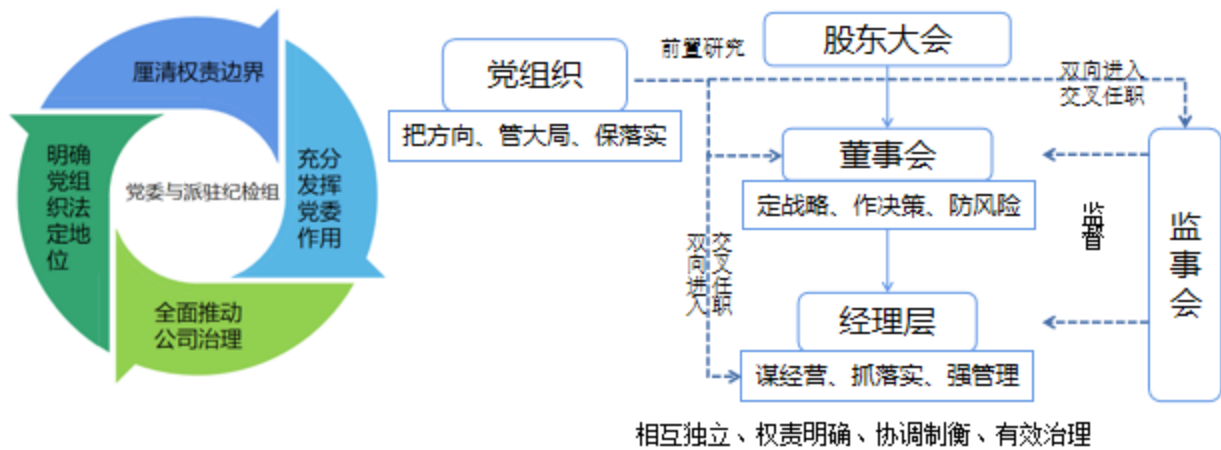 厘清权责边界
充分
发挥
党委
作用
全面推动
公司治理
明确
党组
织法
定地
位
党委与派驻纪检组
党组织
把方向、管大局、保落实
前置研究
股东大会
双向进入
交叉任职
董事会
定战略、作决策、防风险
双向进入
交叉任职
经理层
谋经营、抓落实、强管理
监督
监事会
相互独立、权责明确、协调制衡、有效治理